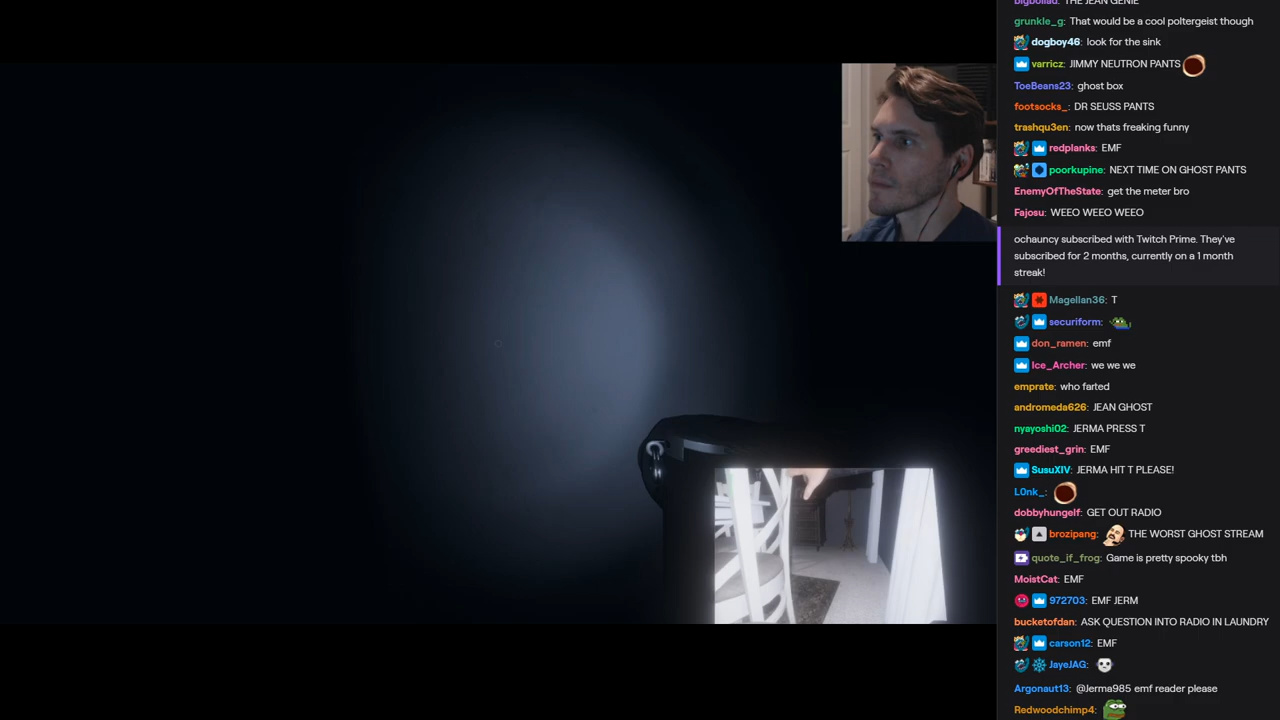 bigbollad: THE JEAN GENIE
grunkle_g: That would be a cool poltergeist though
dogboy46: look for the sink
varricz: JIMMY NEUTRON PANTS
ToeBeans23: ghost box
footsocks_: DR SEUSS PANTS
trashqu3en: now thats freaking funny
redplanks: EMF
poorkupine: NEXT TIME ON GHOST PANTS
EnemyOfTheState: get the meter bro
Fajosu: WEEO WEEO WEEO
ochauncy subscribed with Twitch Prime. They've
subscribed for 2 months, currently on a 1 month
streak!
Magellan36: T
securiform:
don_ramen: emf
Ice_Archer: we we we
emprate: who farted
andromeda626: JEAN GHOST
nyayoshi02: JERMA PRESS T
greediest_grin: EMF
SusuXIV: JERMA HIT T PLEASE!
L0nk_:
dobbyhungelf: GET OUT RADIO
brozipang: THE WORST GHOST STREAM
quote_if_frog: Game is pretty spooky tbh
MoistCat: EMF
972703: EMF JERM
bucketofdan: ASK QUESTION INTO RADIO IN LAUNDRY
carson12: EMF
JayeJAG:
Argonaut13: @Jerma985 emf reader please
Redwoodchimp4: